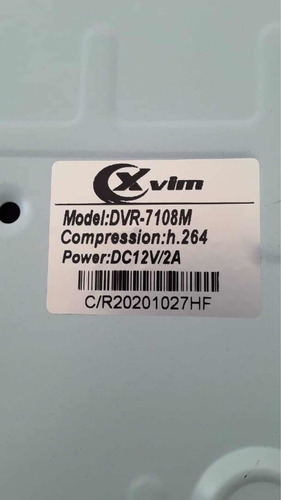 Xvim
Model:DVR-7108M
Compression:h.264
Power:DC12V/2A
C/R20201027HF